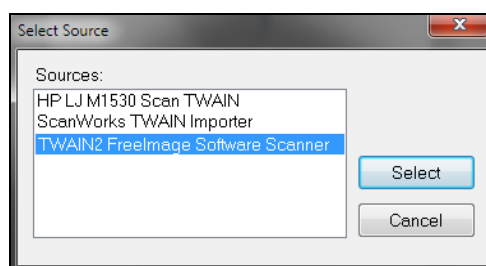 Select Source
Sources:
HP LJ M1530 Scan TWAIN
ScanWorks TWAIN Importer
TWAIN2 FreeImage Software Scanner
Select
Cancel